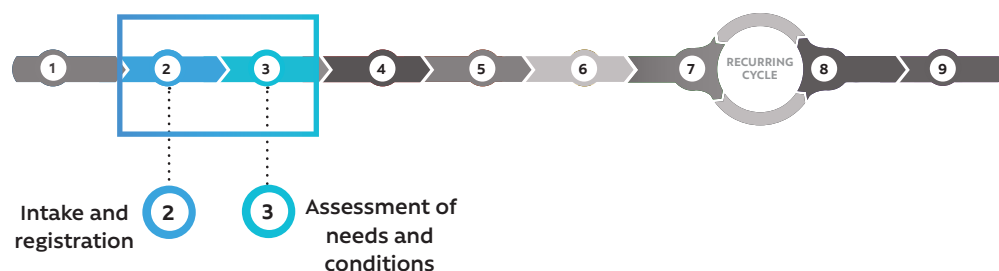 1
2
3
4
5
6
7
RECURRING
CYCLE
8
9
Intake and
registration
2
3
Assessment of
needs and
conditions